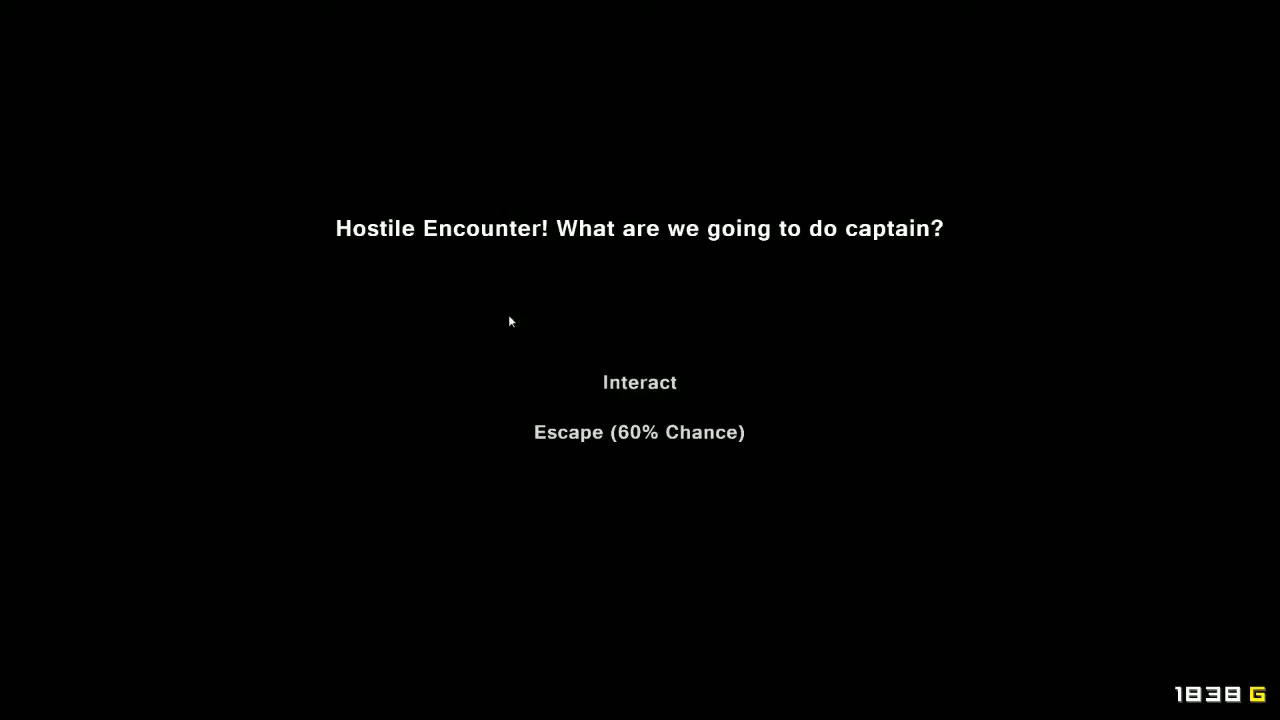 Hostile Encounter! What are we going to do captain?
Interact
Escape (60% Chance)
1838 G